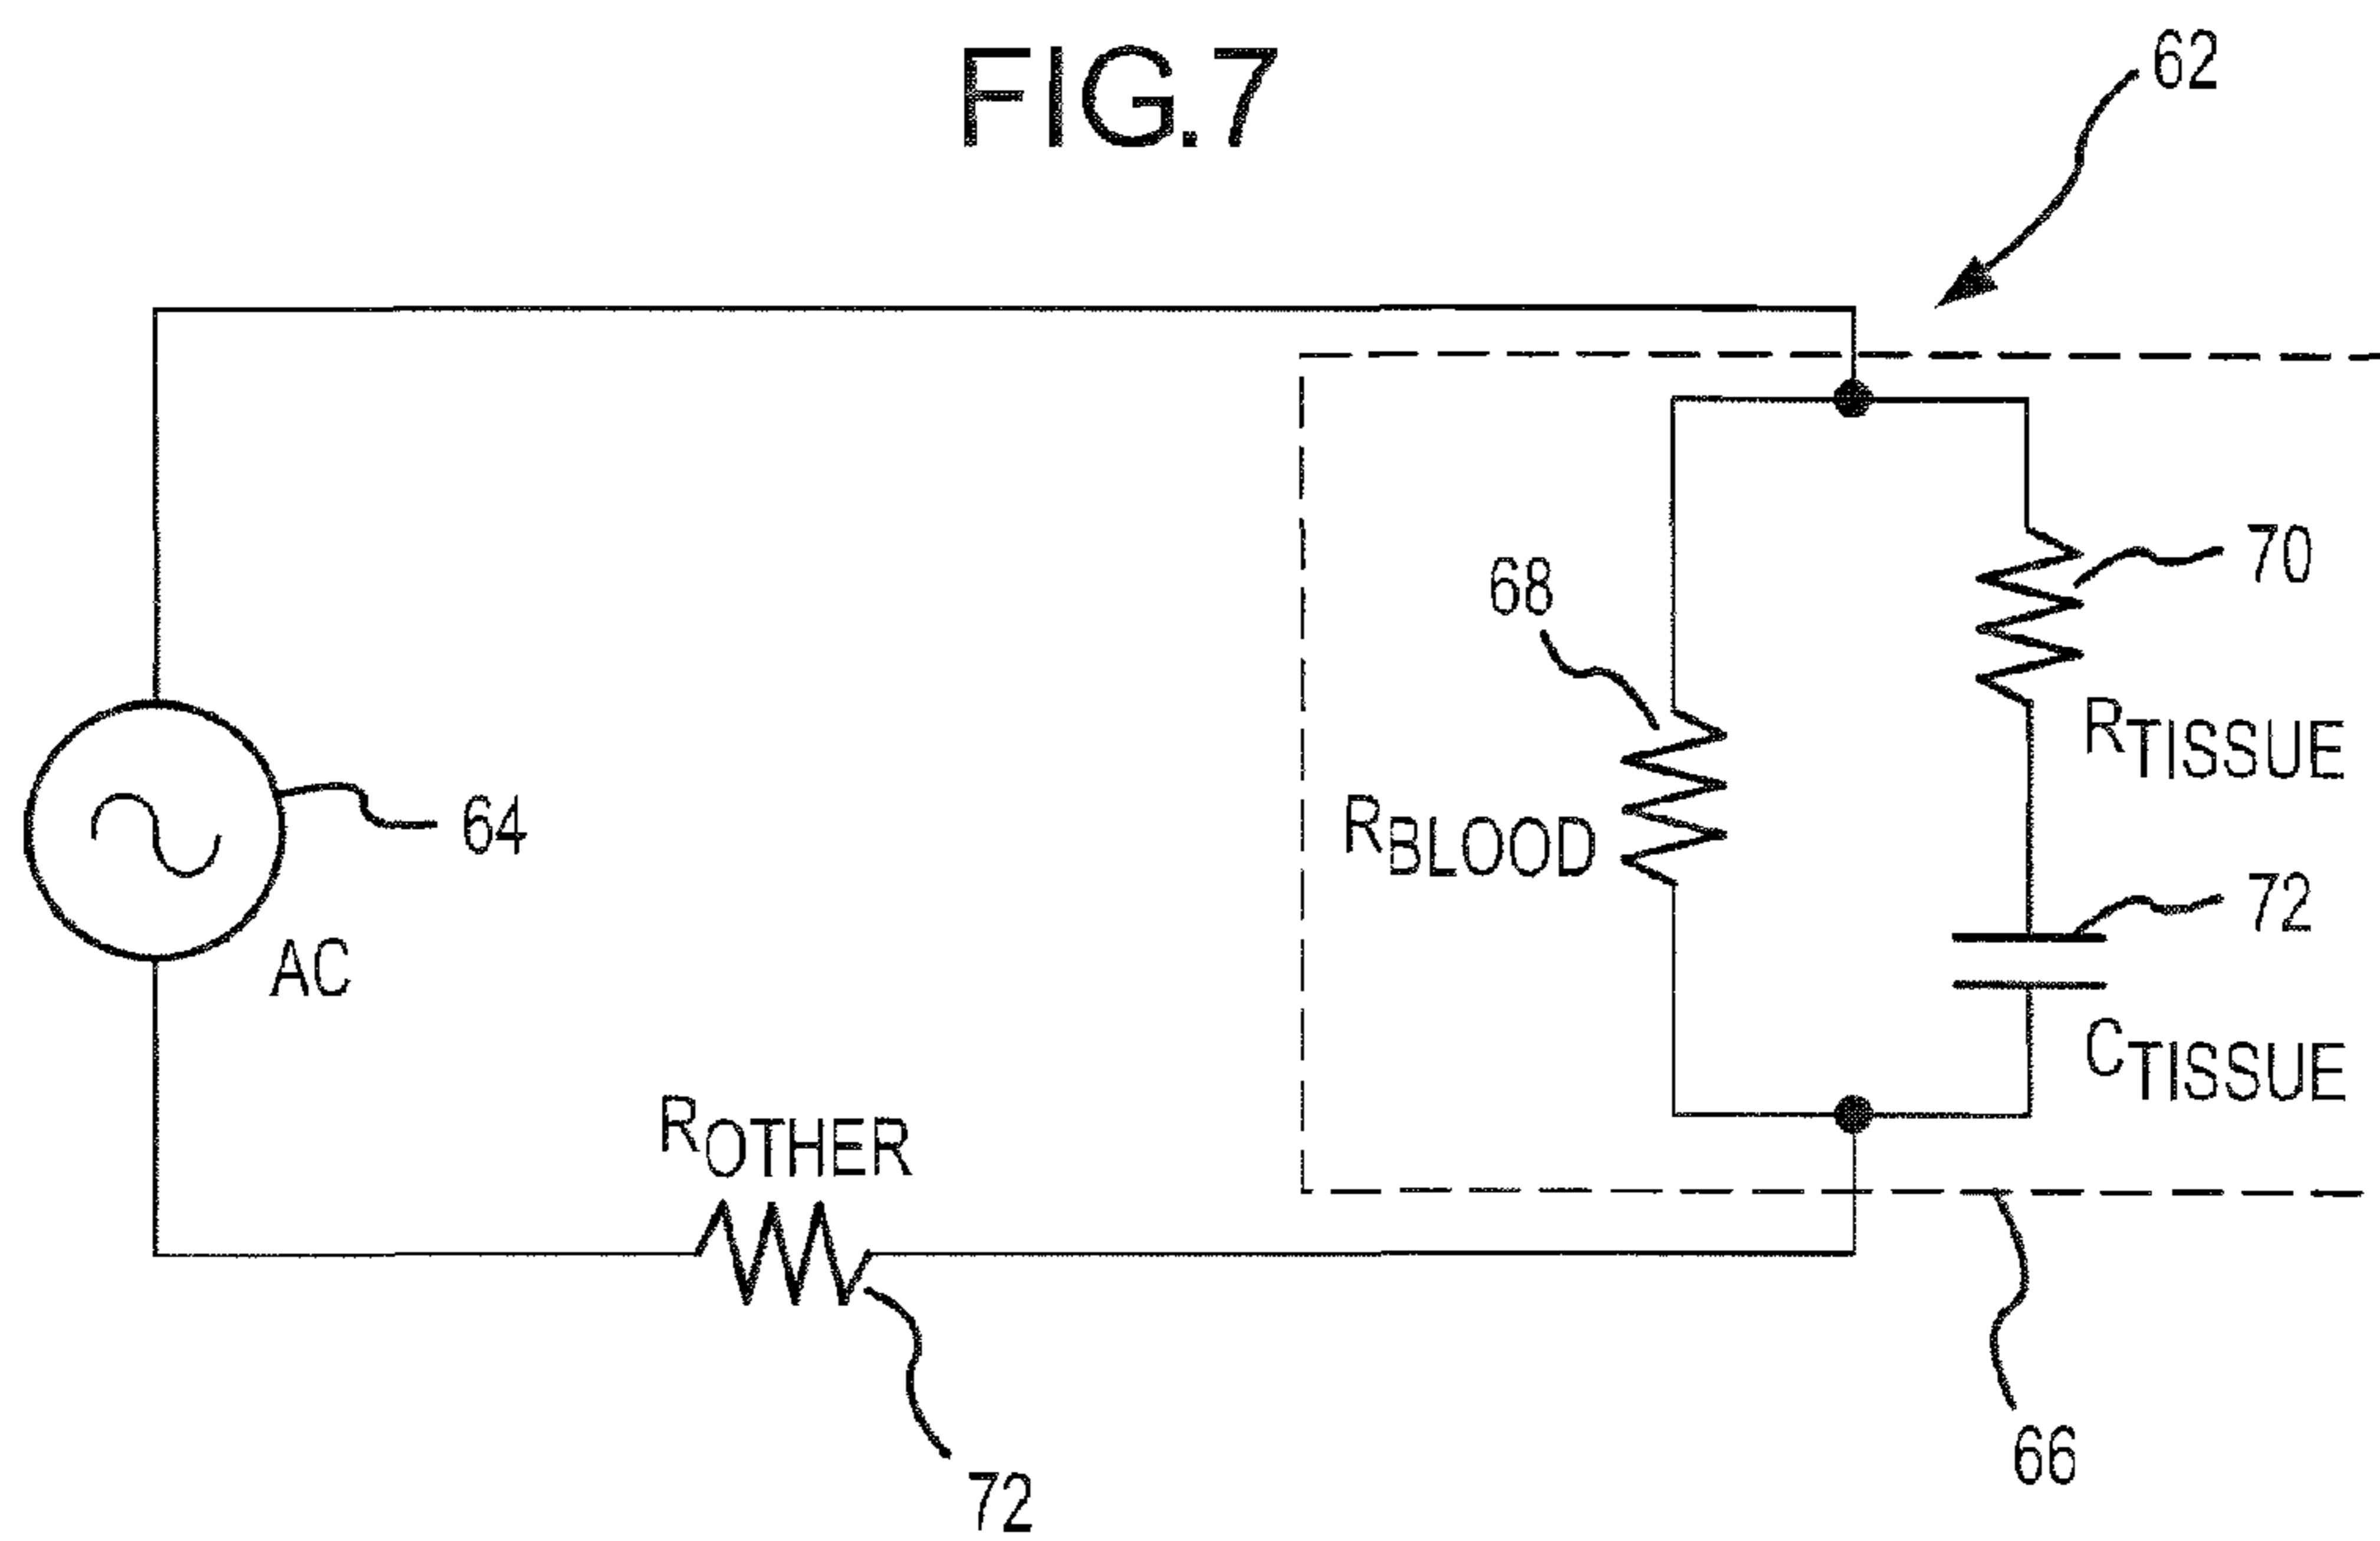 FIG.7
62
70
68
RTISSUE
RBLOOD
64
72
AC
CTISSUE
ROTHER
66
72